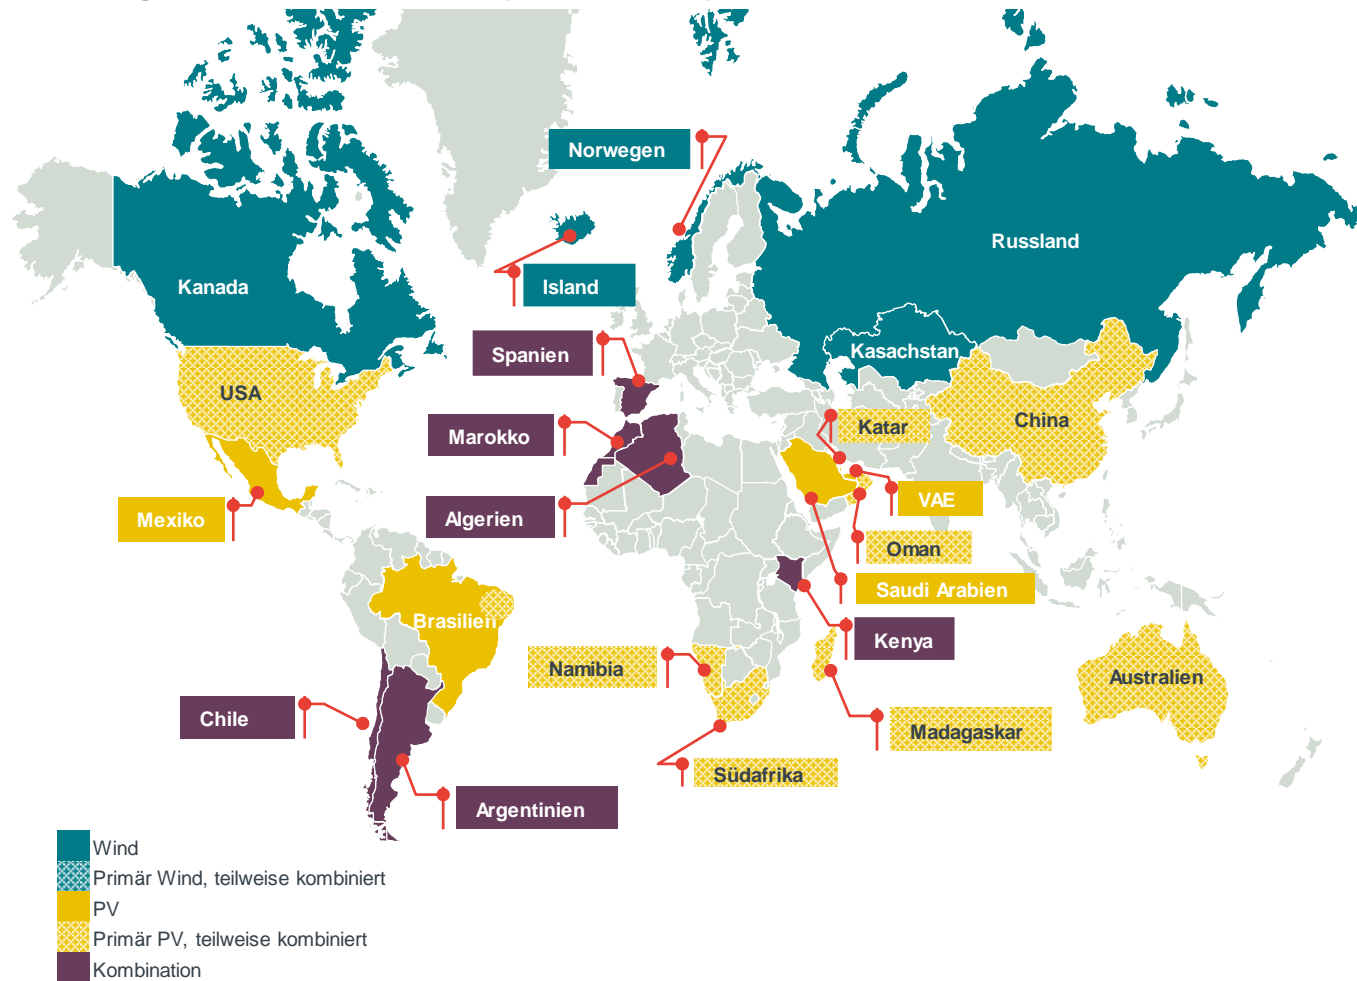 Norwegen
Russland
Kanada
Island
Spanien
Kasachstan
USA
China
Katar
Marokko
VAE
Mexiko
Algerien
Oman
Saudi Arabien
Brasilien
Kenya
Namibia
Australien
Chile
Madagaskar
Südafrika
Argentinien
Wind
Primär Wind, teilweise kombiniert
PV
Primär PV, teilweise kombiniert
Kombination